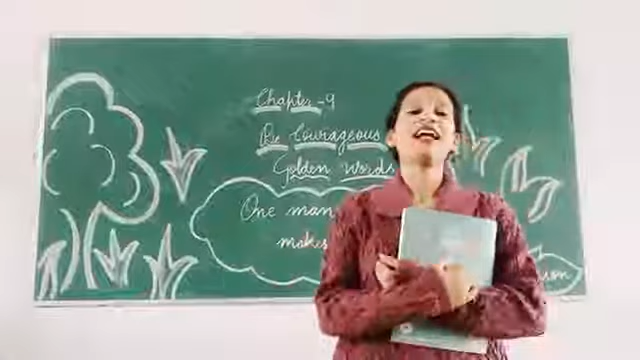 Chapter-9
Be Courageous
Golden Words
One man
makes